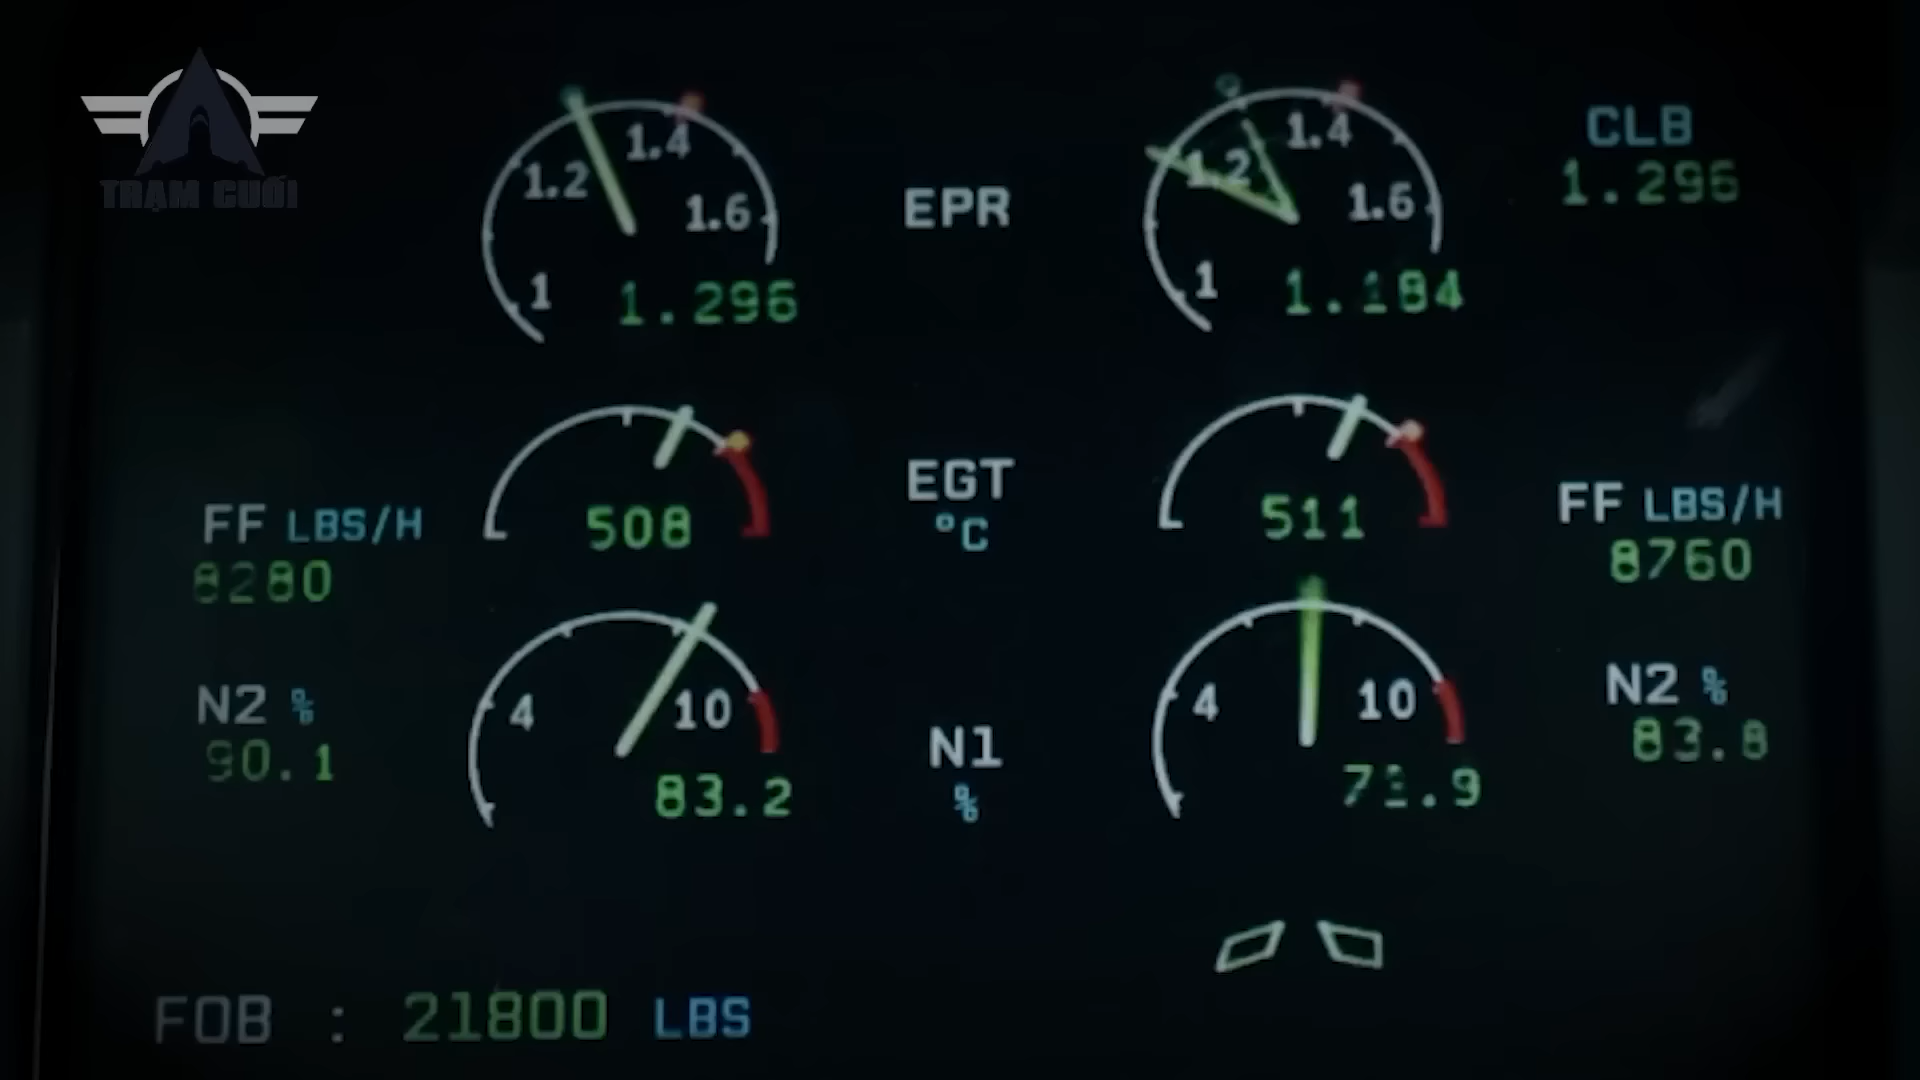 TRẠM CUỐI
1.2
1.4
1.6
1
1.296
EPR
1.2
1.4
1.6
1
1.184
CLB
1.296
FF LBS/H
8280
508
EGT
°C
511
FF LBS/H
8760
N2 %
90.1
4
10
83.2
N1
%
4
10
N2 %
83.8
FOB : 21800 LBS